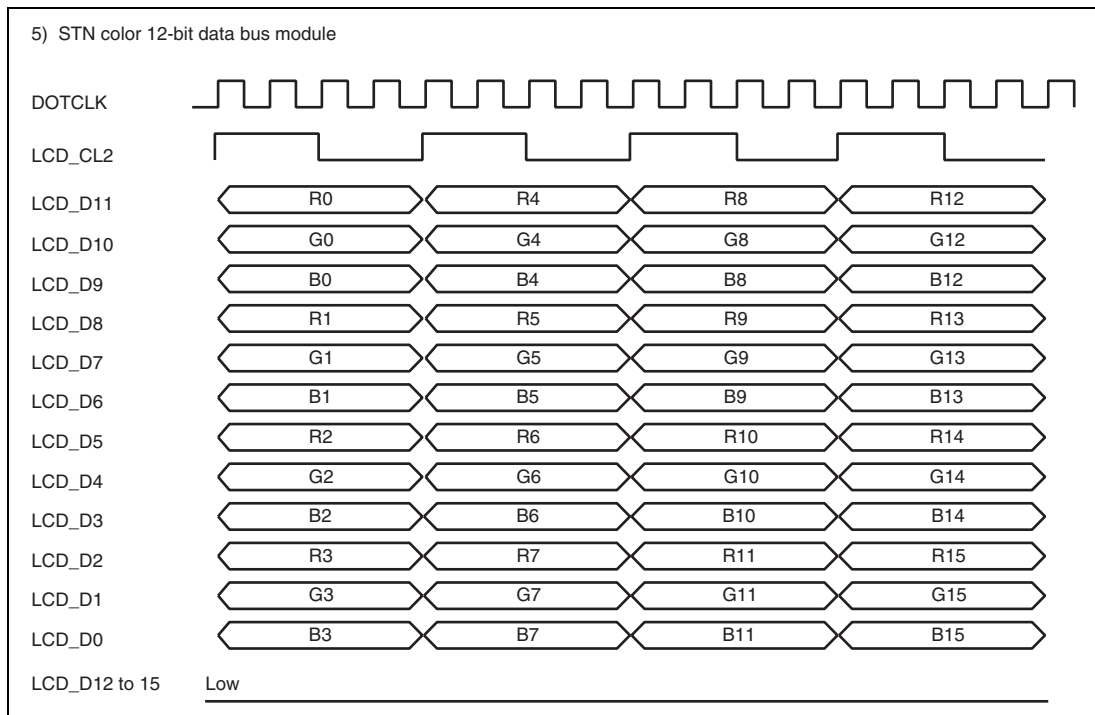 5) STN color 12-bit data bus module
DOTCLK
LCD_CL2
LCD_D11 R0 R4 R8 R12
LCD_D10 G0 G4 G8 G12
LCD_D9 B0 B4 B8 B12
LCD_D8 R1 R5 R9 R13
LCD_D7 G1 G5 G9 G13
LCD_D6 B1 B5 B9 B13
LCD_D5 R2 R6 R10 R14
LCD_D4 G2 G6 G10 G14
LCD_D3 B2 B6 B10 B14
LCD_D2 R3 R7 R11 R15
LCD_D1 G3 G7 G11 G15
LCD_D0 B3 B7 B11 B15
LCD_D12 to 15 Low